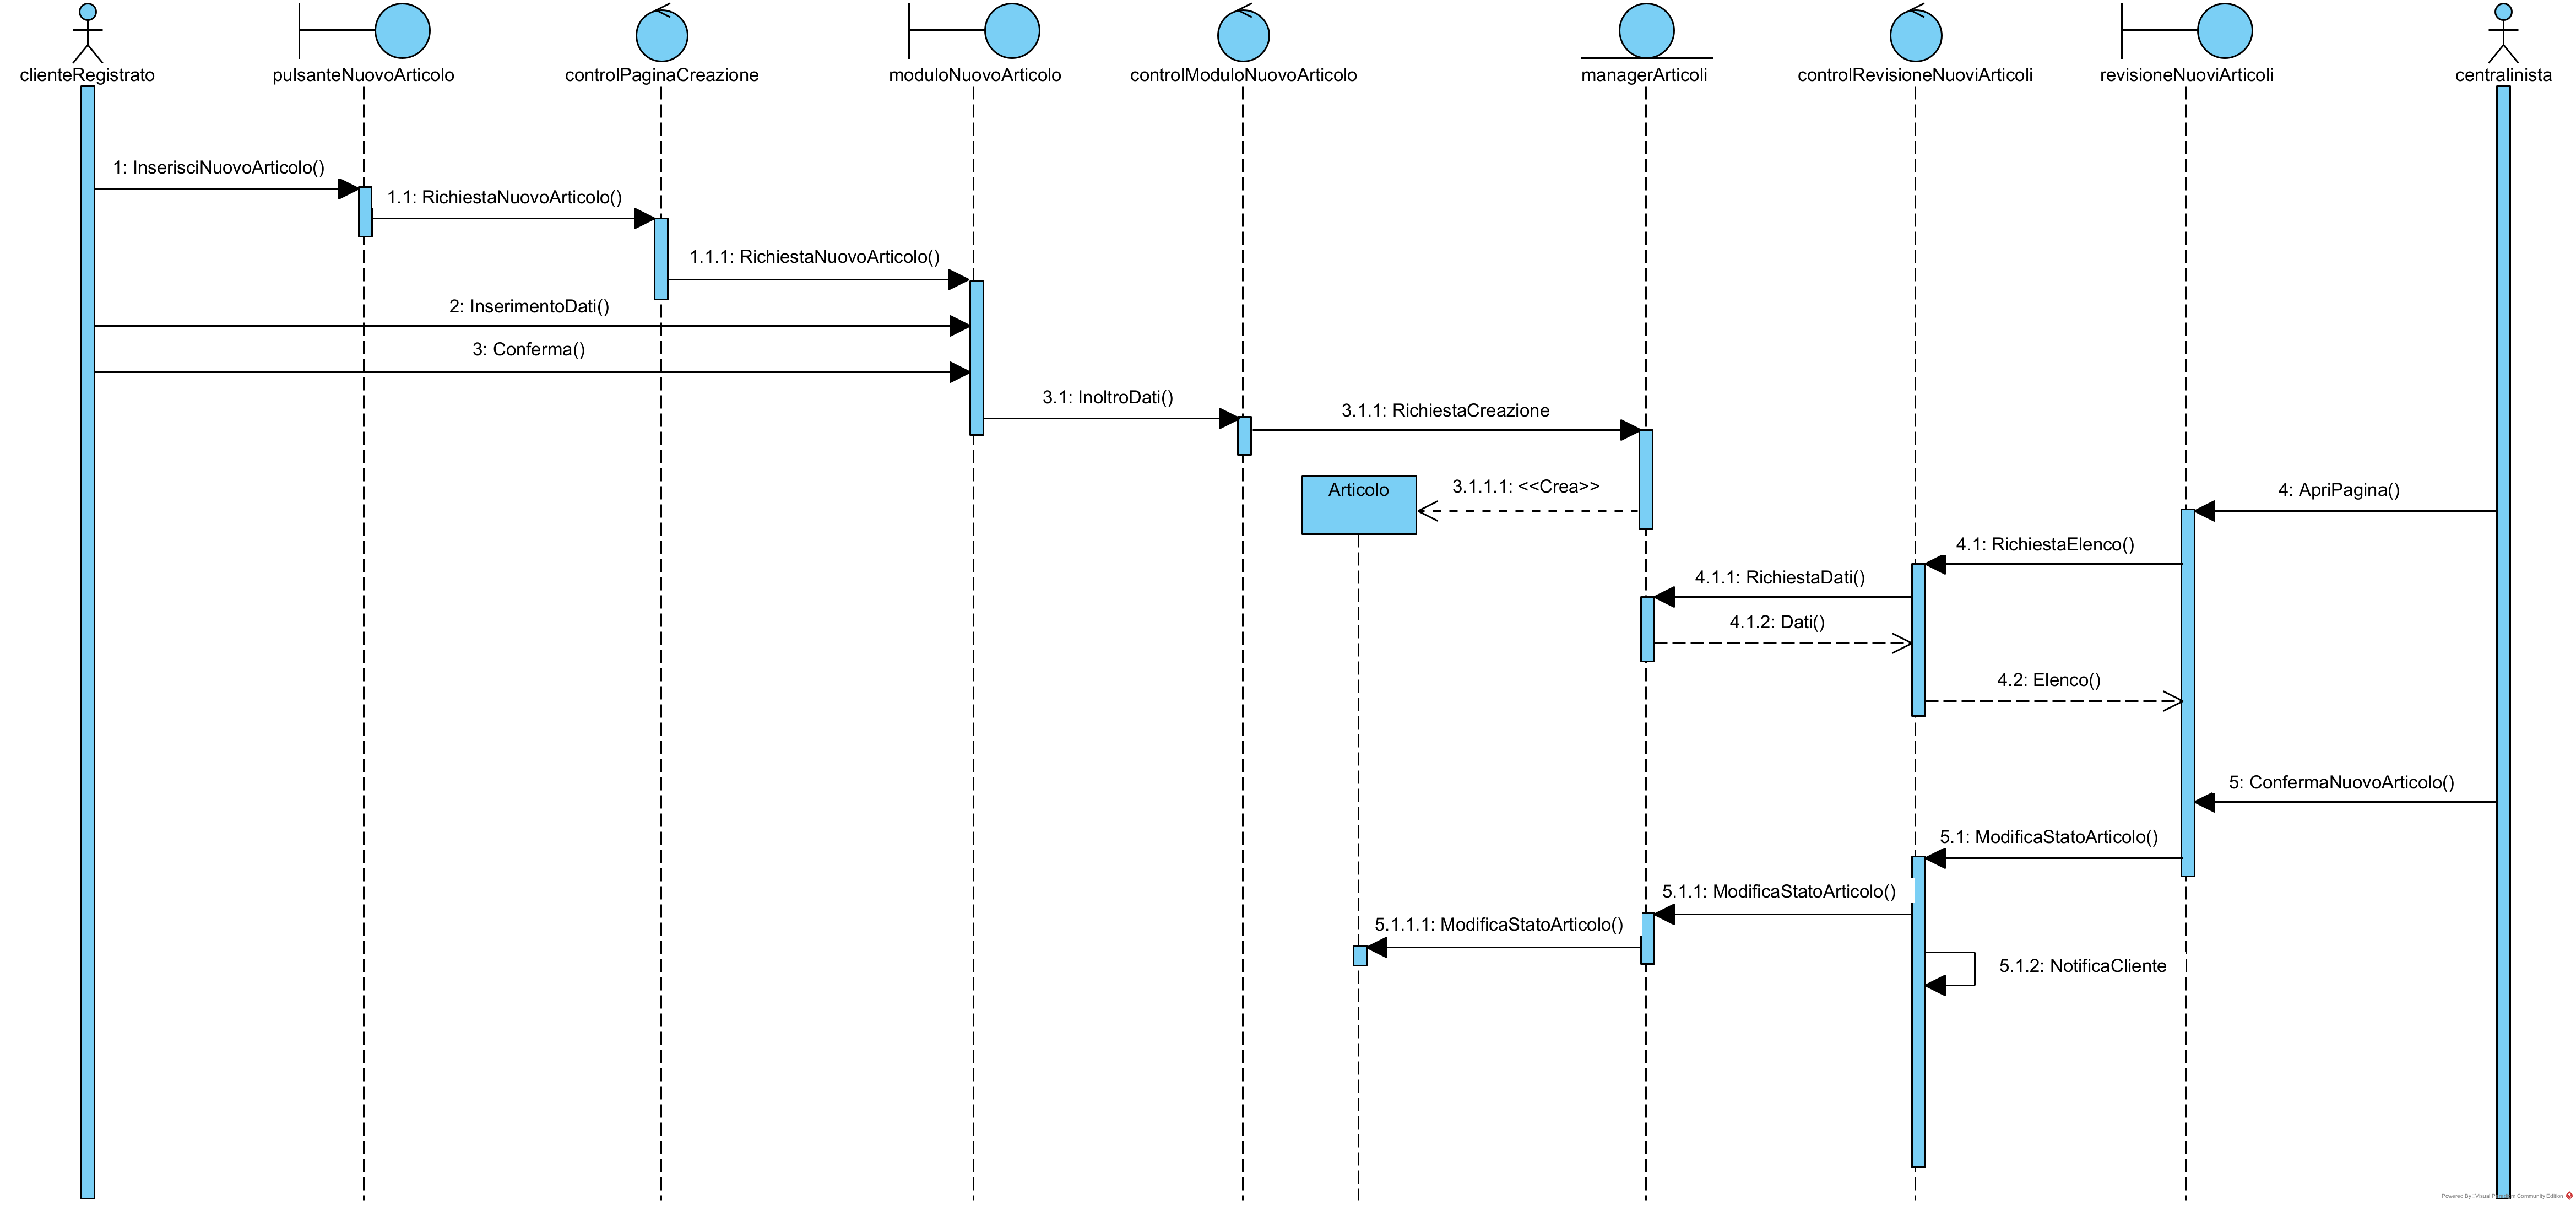 clienteRegistrato
pulsanteNuovoArticolo
controlPaginaCreazione
moduloNuovoArticolo
controlModuloNuovoArticolo
managerArticoli
controlRevisioneNuoviArticoli
revisioneNuoviArticoli
centralinista
1: InserisciNuovoArticolo()
1.1: RichiestaNuovoArticolo()
1.1.1: RichiestaNuovoArticolo()
2: InserimentoDati()
3: Conferma()
3.1: InoltroDati()
3.1.1: RichiestaCreazione
Articolo
3.1.1.1: <<Crea>>
4: ApriPagina()
4.1: RichiestaElenco()
4.1.1: RichiestaDati()
4.1.2: Dati()
4.2: Elenco()
5: ConfermaNuovoArticolo()
5.1: ModificaStatoArticolo()
5.1.1: ModificaStatoArticolo()
5.1.1.1: ModificaStatoArticolo()
5.1.2: NotificaCliente
Powered By: Visual Community Edition